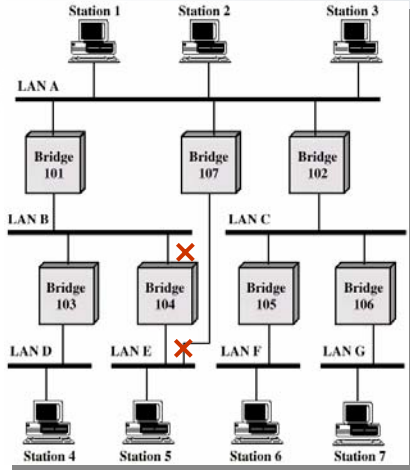 Station 1 Station 2 Station 3
LAN A
Bridge 101
Bridge 107
Bridge 102
LAN B LAN C
Bridge 103
Bridge 104
Bridge 105
Bridge 106
LAN D LAN E LAN F LAN G
Station 4 Station 5 Station 6 Station 7